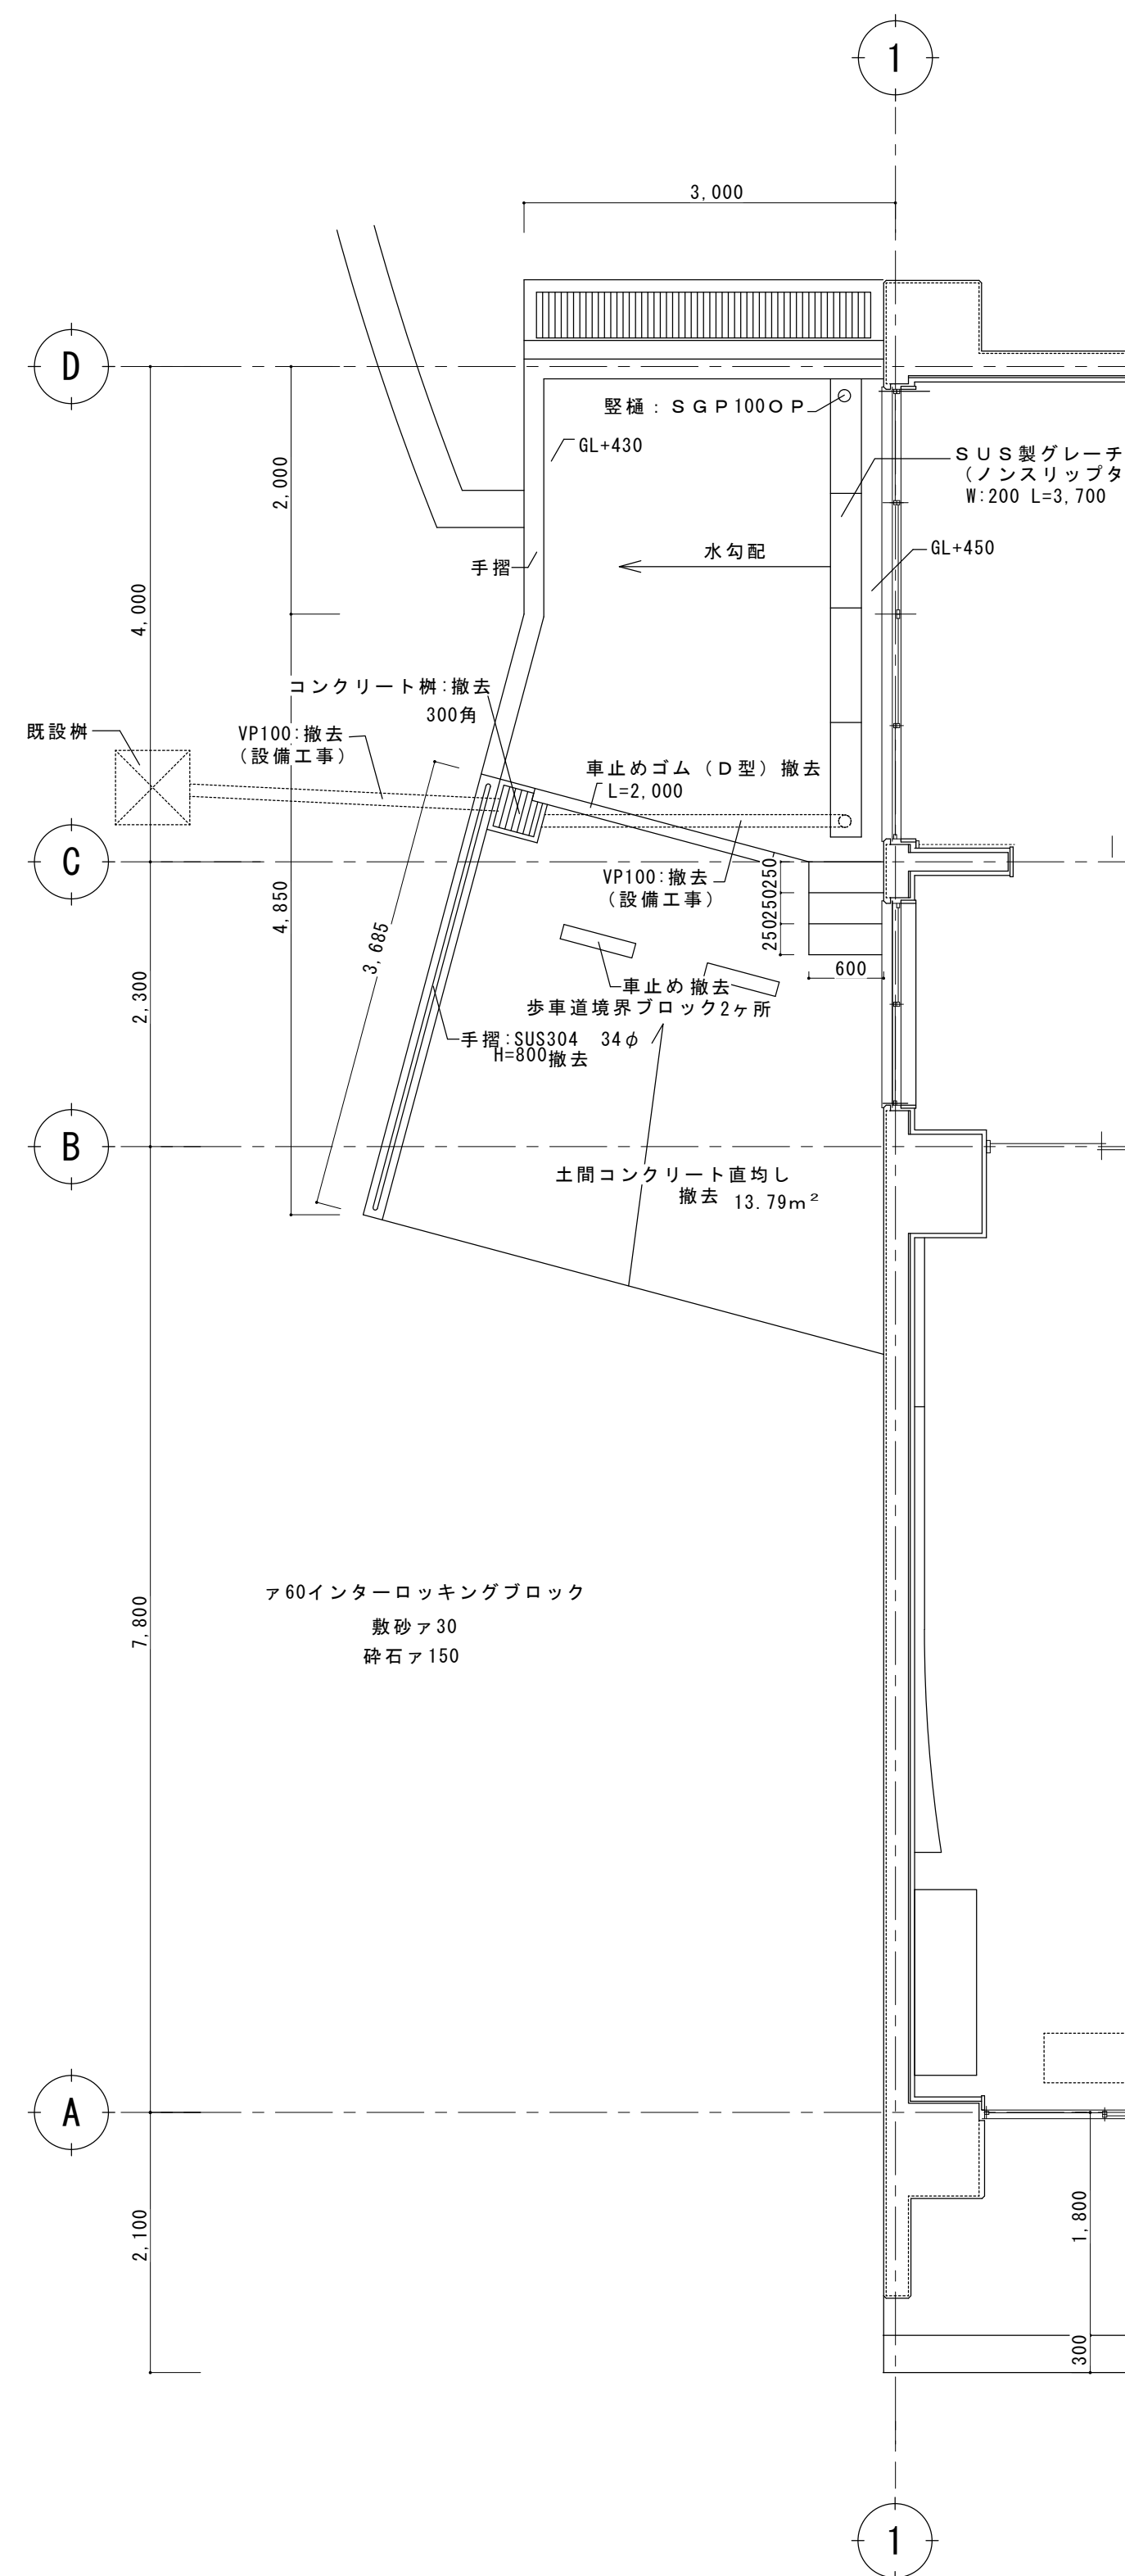 1
3,000
D
竪樋：ＳＧＰ100ＯＰ
GL+430
ＳＵＳ製グレーチ
（ノンスリップタ
W:200 L=3,700
2,000
水勾配
GL+450
手摺
4,000
コンクリート桝:撤去
300角
既設桝
VP100:撤去
（設備工事）
車止めゴム（Ｄ型）撤去
L=2,000
C
VP100:撤去
（設備工事）
250250250
4,850
3,685
600
2,300
車止め撤去
歩車道境界ブロック2ヶ所
手摺:SUS304 34φ
H=800撤去
B
土間コンクリート直均し
撤去 13.79m²
7,800
ァ60インターロッキングブロック
敷砂ァ30
砕石ァ150
A
2,100
1,800
300
1